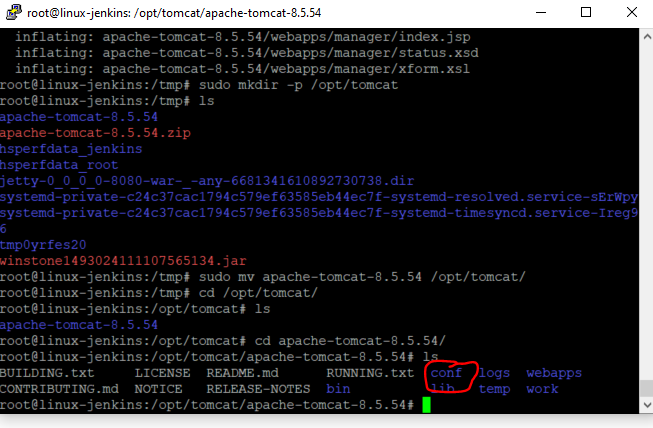 root@linux-jenkins: /opt/tomcat/apache-tomcat-8.5.54
inflating: apache-tomcat-8.5.54/webapps/manager/index.jsp
inflating: apache-tomcat-8.5.54/webapps/manager/status.xsd
inflating: apache-tomcat-8.5.54/webapps/manager/xform.xsl
root@linux-jenkins:/tmp# sudo mkdir -p /opt/tomcat
root@linux-jenkins:/tmp# ls
apache-tomcat-8.5.54
apache-tomcat-8.5.54.zip
hsperfdata_jenkins
hsperfdata_root
jetty-0_0_0_0-8080-war-_-any-6681341610892730738.dir
systemd-private-c24c37cac1794c579ef63585eb44ec7f-systemd-resolved.service-sErWpy
systemd-private-c24c37cac1794c579ef63585eb44ec7f-systemd-timesyncd.service-Ireg9
6
tmp0yrfes20
winstone1493024111107565134.jar
root@linux-jenkins:/tmp# sudo mv apache-tomcat-8.5.54 /opt/tomcat/
root@linux-jenkins:/tmp# cd /opt/tomcat/
root@linux-jenkins:/opt/tomcat# ls
apache-tomcat-8.5.54
root@linux-jenkins:/opt/tomcat# cd apache-tomcat-8.5.54/
root@linux-jenkins:/opt/tomcat/apache-tomcat-8.5.54# ls
BUILDING.txt LICENSE README.md RUNNING.txt conf logs webapps
CONTRIBUTING.md NOTICE RELEASE-NOTES bin lib temp work
root@linux-jenkins:/opt/tomcat/apache-tomcat-8.5.54#